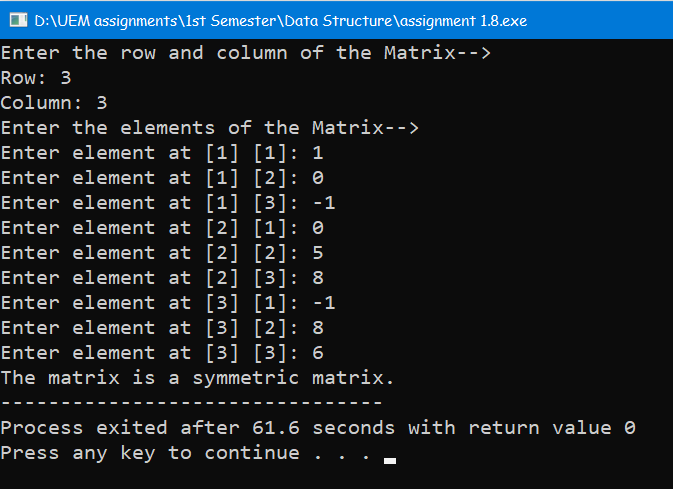 D:\UEM assignments\1st Semester\Data Structure\assignment 1.8.exe
Enter the row and column of the Matrix-->
Row: 3
Column: 3
Enter the elements of the Matrix-->
Enter element at [1] [1]: 1
Enter element at [1] [2]: 0
Enter element at [1] [3]: -1
Enter element at [2] [1]: 0
Enter element at [2] [2]: 5
Enter element at [2] [3]: 8
Enter element at [3] [1]: -1
Enter element at [3] [2]: 8
Enter element at [3] [3]: 6
The matrix is a symmetric matrix.
--------------------------------
Process exited after 61.6 seconds with return value 0
Press any key to continue . . .